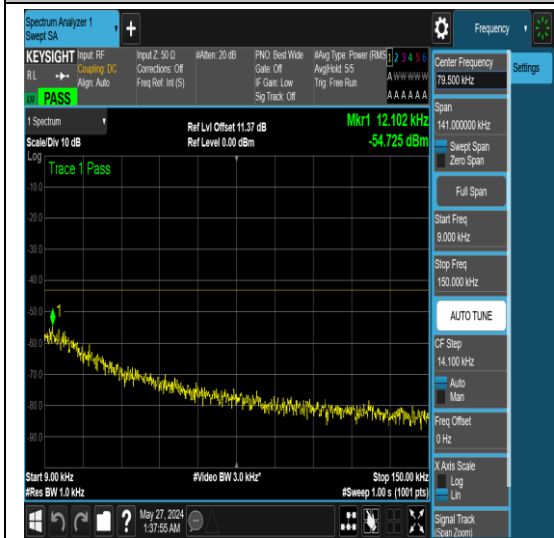 Spectrum Analyzer 1
Swept SA
Frequency
KEYSIGHT
RL
PASS
Input: RF
Coupling: DC
Align: Auto
Input Z: 50 Ω
Corrections: Off
Freq Ref: Int (S)
#Atten: 20 dB
PNO: Best Wide
Gate: Off
IF Gain: Low
Sig Track: Off
#Avg Type: Power (RMS
Avg|Hold: 5/5
Trig: Free Run
1 2 3 4 5 6
A W W W W W
A A A A A A
1 Spectrum
Scale/Div 10 dB
Log
Ref Lvl Offset 11.37 dB
Ref Level 0.00 dBm
Mkr1 12.102 kHz
-54.725 dBm
Trace 1 Pass
-10.0
-20.0
-30.0
-40.0
-50.0
-60.0
-70.0
-80.0
-90.0
1
Start 9.00 kHz
#Res BW 1.0 kHz
#Video BW 3.0 kHz*
Stop 150.00 kHz
#Sweep 1.00 s (1001 pts)
May 27, 2024
1:37:55 AM
Center Frequency
79.500 kHz
Settings
Span
141.000000 kHz
Swept Span
Zero Span
Full Span
Start Freq
9.000 kHz
Stop Freq
150.000 kHz
AUTO TUNE
CF Step
14.100 kHz
Auto
Man
Freq Offset
0 Hz
X Axis Scale
Log
Lin
Signal Track
(Span Zoom)